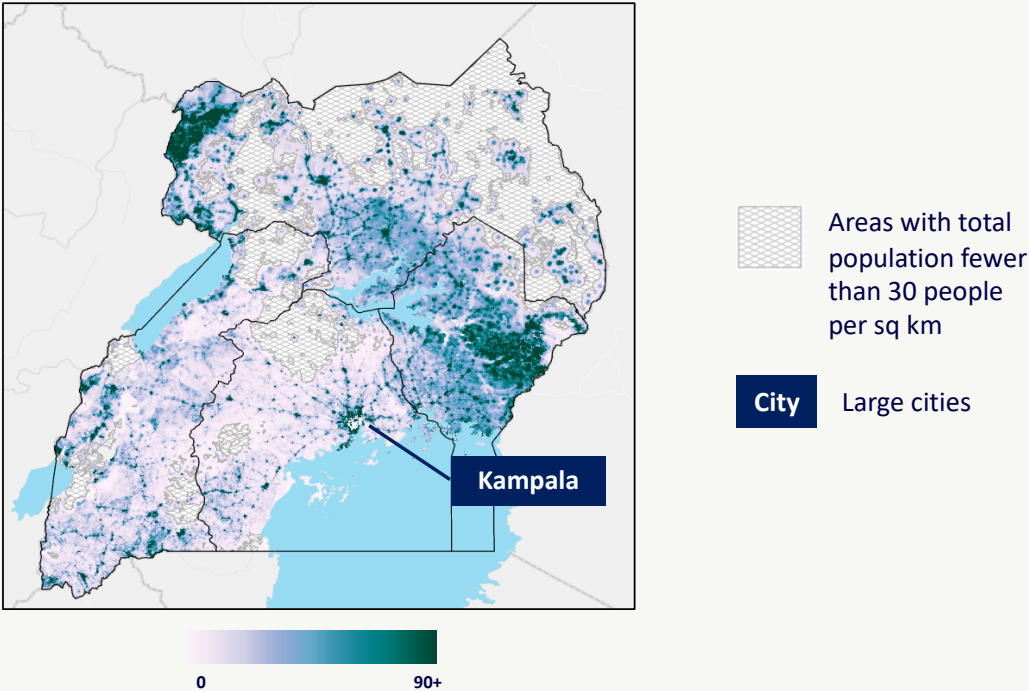 Kampala
Areas with total
population fewer
than 30 people
per sq km
City
Large cities
0
90+